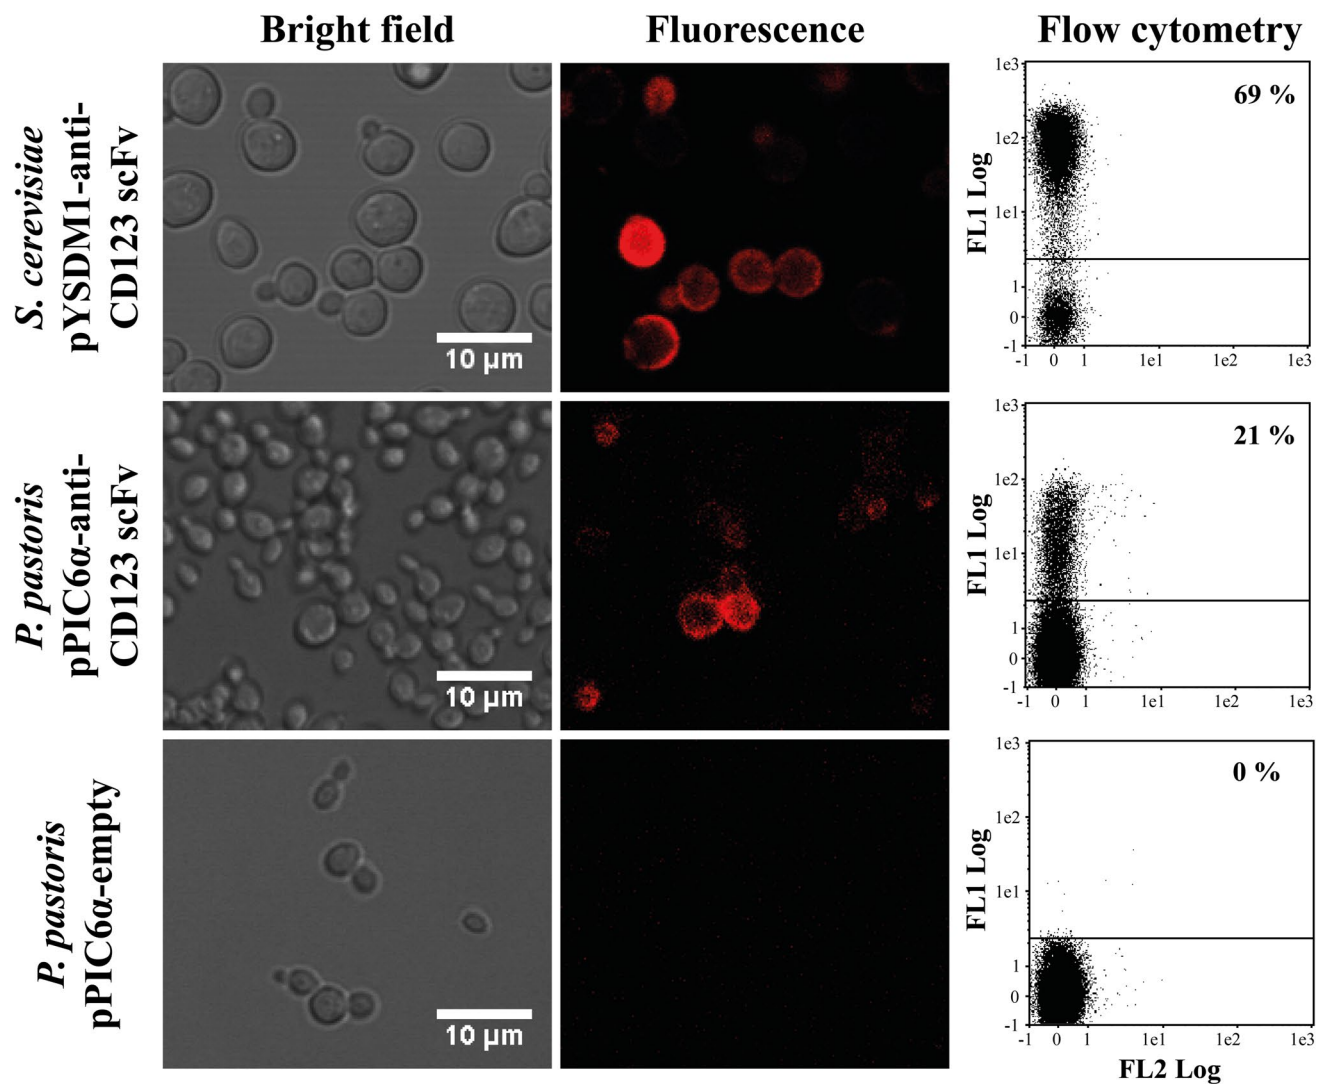 Bright field
Fluorescence
Flow cytometry
S. cerevisiae
pYSDM1-anti-
CD123 scFv
10 µm
69 %
1e3
1e2
1e1
1
0
-1
FL1 Log
-1 0 1 1e1 1e2 1e3
P. pastoris
pPIC6α-anti-
CD123 scFv
10 µm
21 %
1e3
1e2
1e1
1
0
-1
FL1 Log
-1 0 1 1e1 1e2 1e3
P. pastoris
pPIC6α-empty
10 µm
0 %
1e3
1e2
1e1
1
0
-1
FL1 Log
-1 0 1 1e1 1e2 1e3
FL2 Log